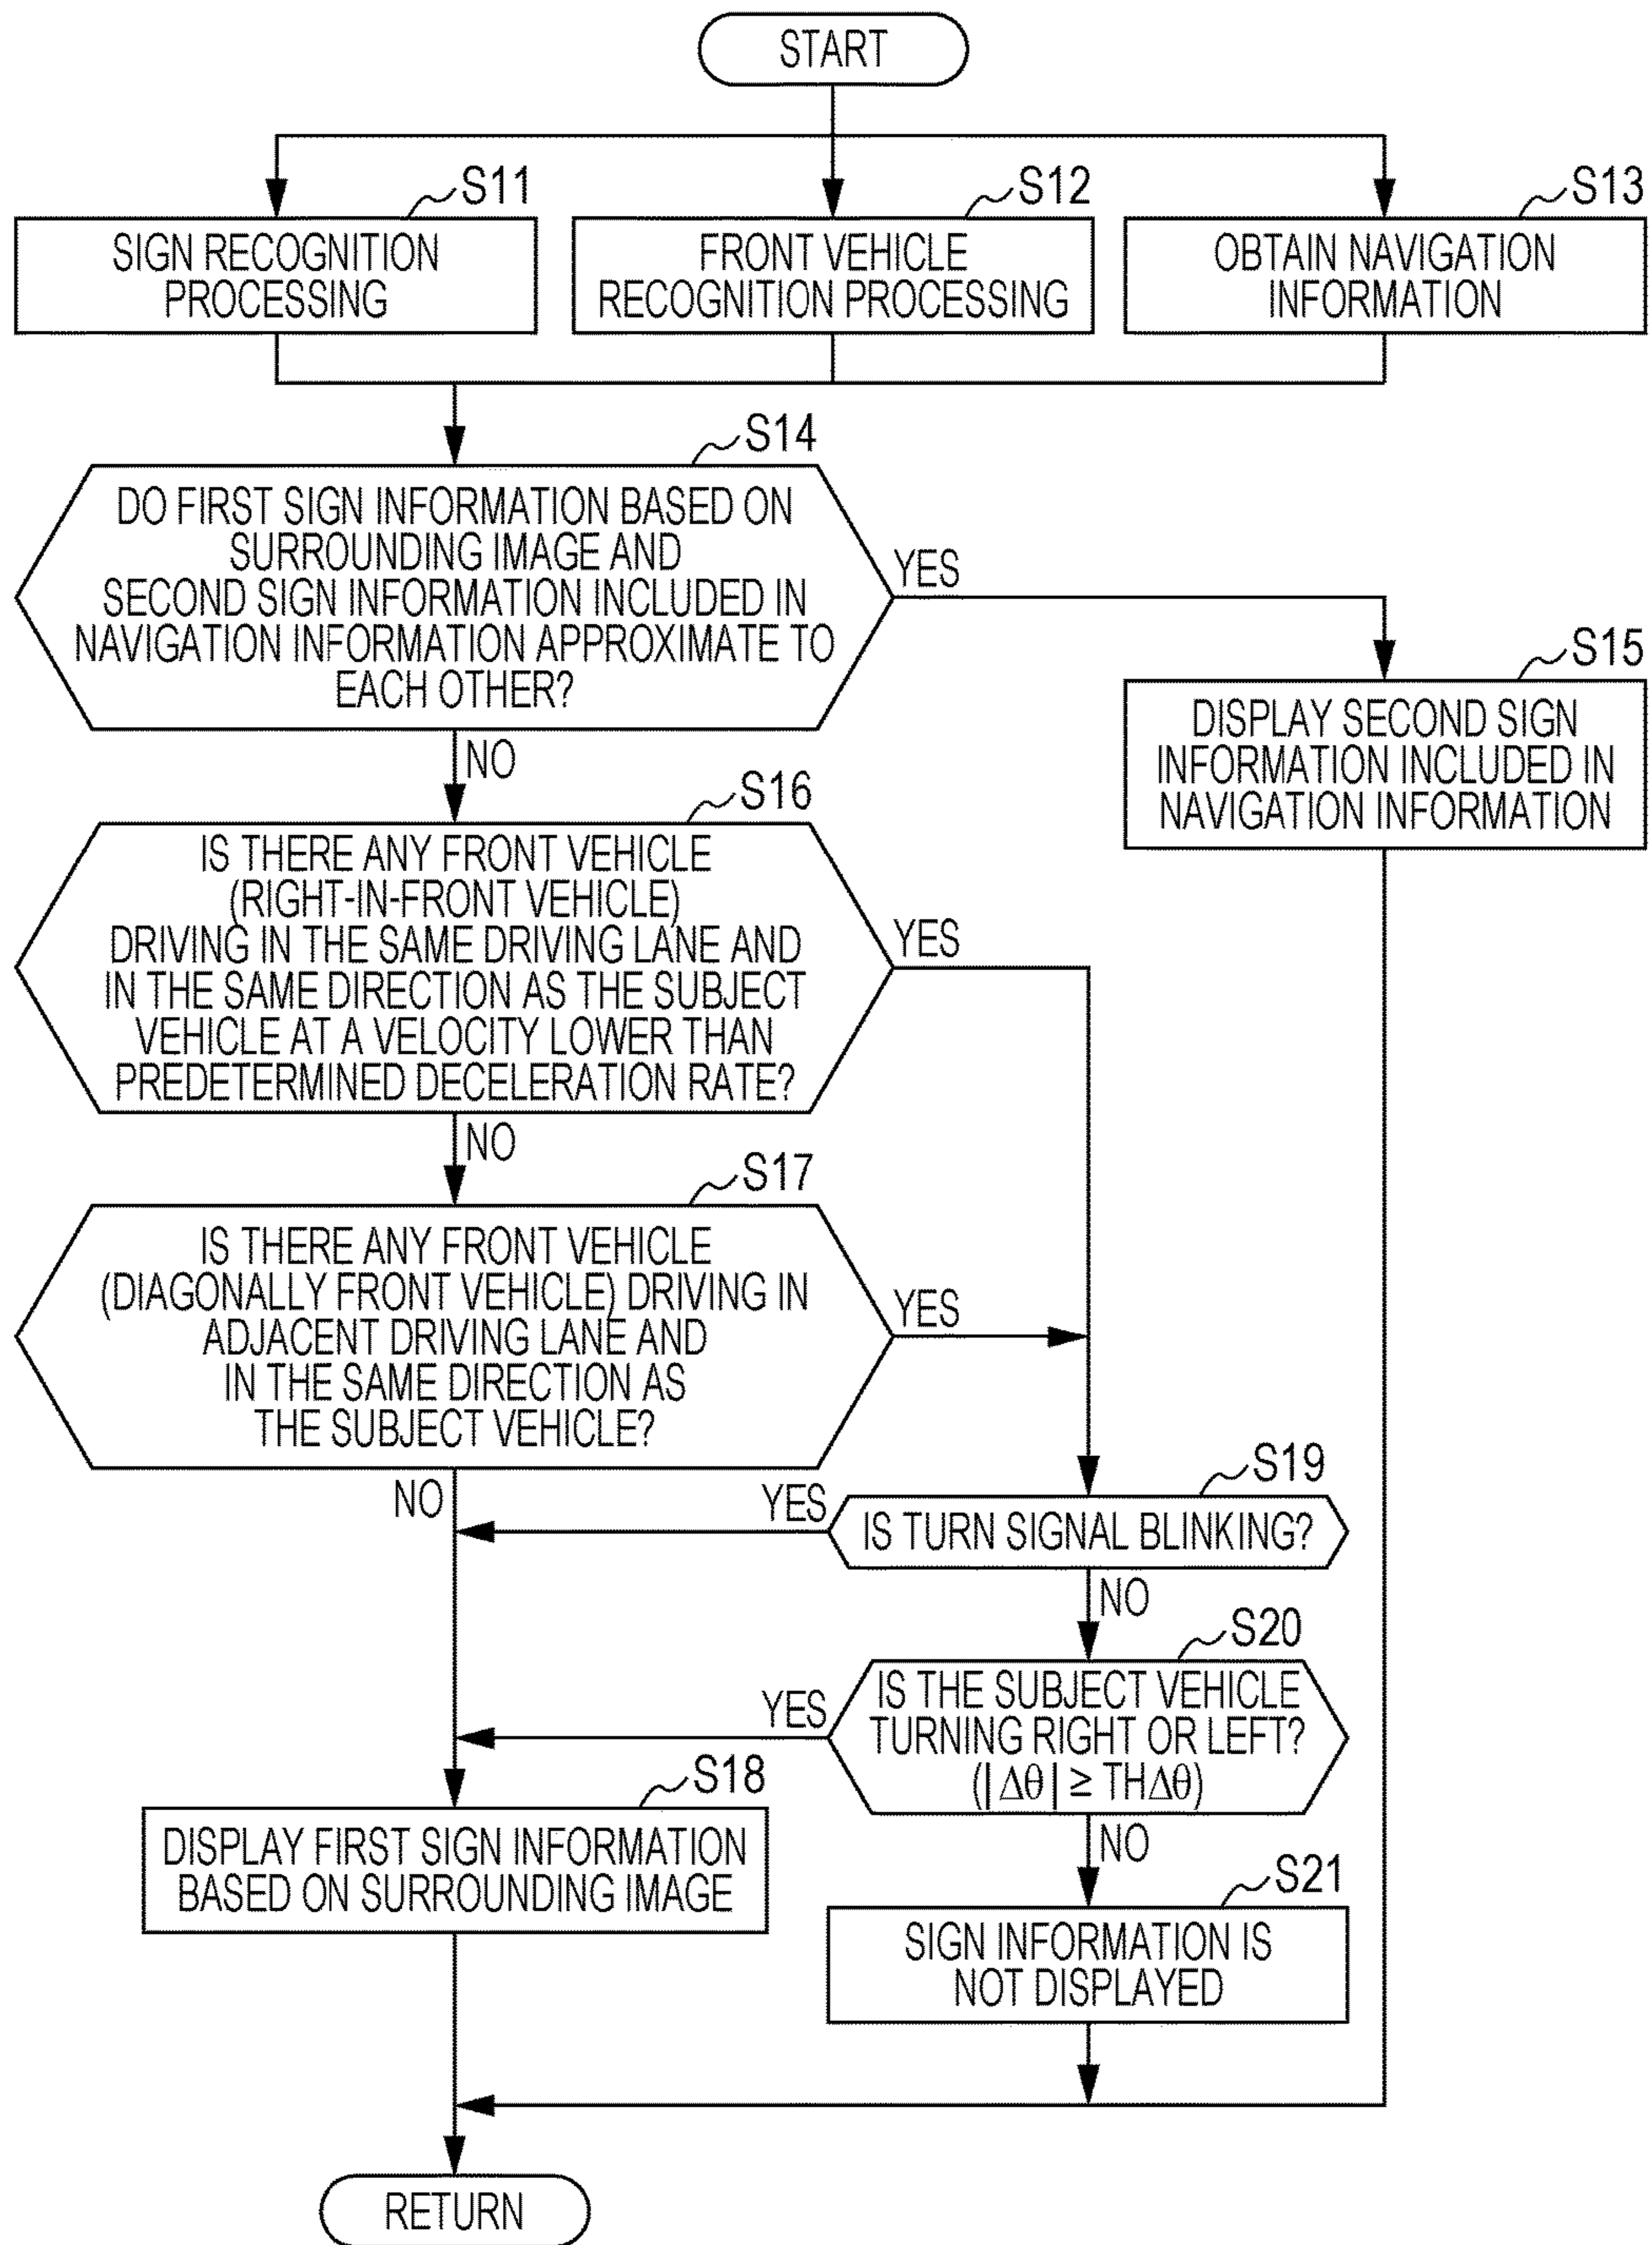 START
S11
SIGN RECOGNITION
PROCESSING
S12
FRONT VEHICLE
RECOGNITION PROCESSING
S13
OBTAIN NAVIGATION
INFORMATION
S14
DO FIRST SIGN INFORMATION BASED ON
SURROUNDING IMAGE AND
SECOND SIGN INFORMATION INCLUDED IN
NAVIGATION INFORMATION APPROXIMATE TO
EACH OTHER?
YES
NO
S15
DISPLAY SECOND SIGN
INFORMATION INCLUDED IN
NAVIGATION INFORMATION
S16
IS THERE ANY FRONT VEHICLE
(RIGHT-IN-FRONT VEHICLE)
DRIVING IN THE SAME DRIVING LANE AND
IN THE SAME DIRECTION AS THE SUBJECT
VEHICLE AT A VELOCITY LOWER THAN
PREDETERMINED DECELERATION RATE?
YES
NO
S17
IS THERE ANY FRONT VEHICLE
(DIAGONALLY FRONT VEHICLE) DRIVING IN
ADJACENT DRIVING LANE AND
IN THE SAME DIRECTION AS
THE SUBJECT VEHICLE?
YES
NO
S19
IS TURN SIGNAL BLINKING?
YES
NO
S20
IS THE SUBJECT VEHICLE
TURNING RIGHT OR LEFT?
(|Δθ| ≥ THΔθ)
YES
NO
S18
DISPLAY FIRST SIGN INFORMATION
BASED ON SURROUNDING IMAGE
S21
SIGN INFORMATION IS
NOT DISPLAYED
RETURN